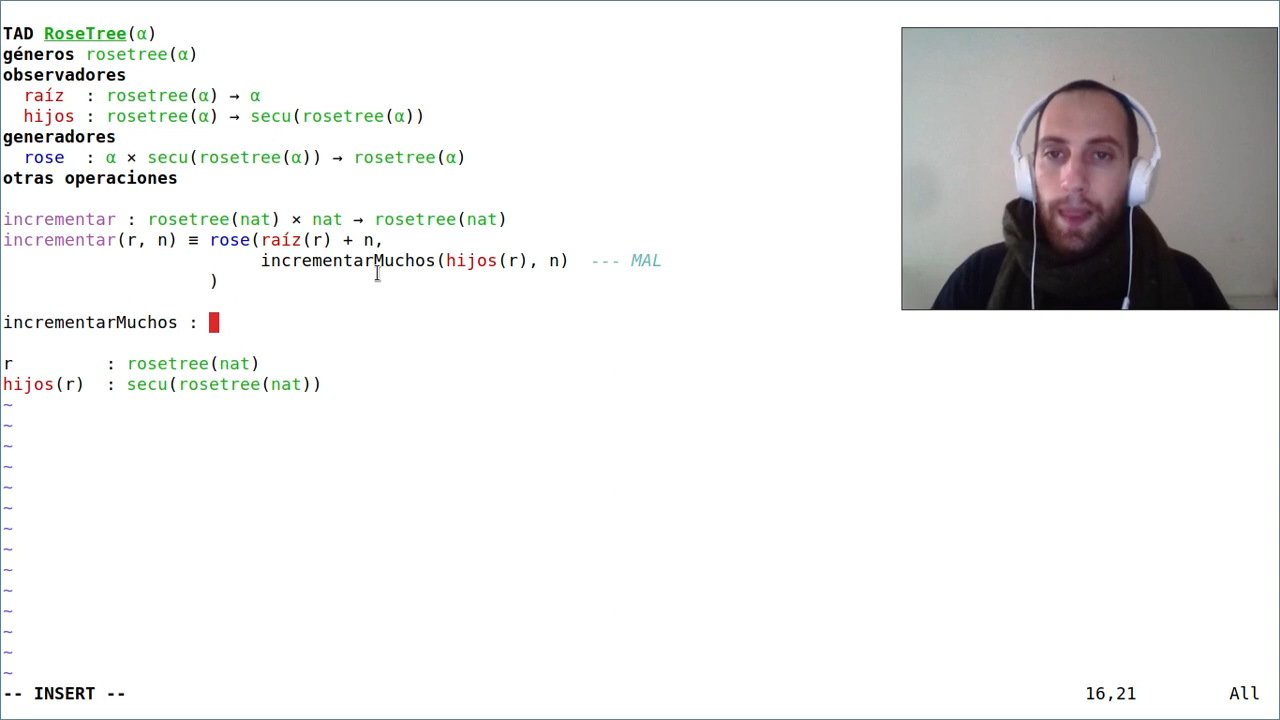 TAD RoseTree(α)
géneros rosetree(α)
observadores
  raíz  : rosetree(α) → α
  hijos : rosetree(α) → secu(rosetree(α))
generadores
  rose  : α × secu(rosetree(α)) → rosetree(α)
otras operaciones

incrementar : rosetree(nat) × nat → rosetree(nat)
incrementar(r, n) ≡ rose(raíz(r) + n,
                         incrementarMuchos(hijos(r), n)  --- MAL
                    )

incrementarMuchos :

r         : rosetree(nat)
hijos(r)  : secu(rosetree(nat))
~
~
~
~
~
~
~
~
~
~
~
~
~
~
-- INSERT -- 16,21 All